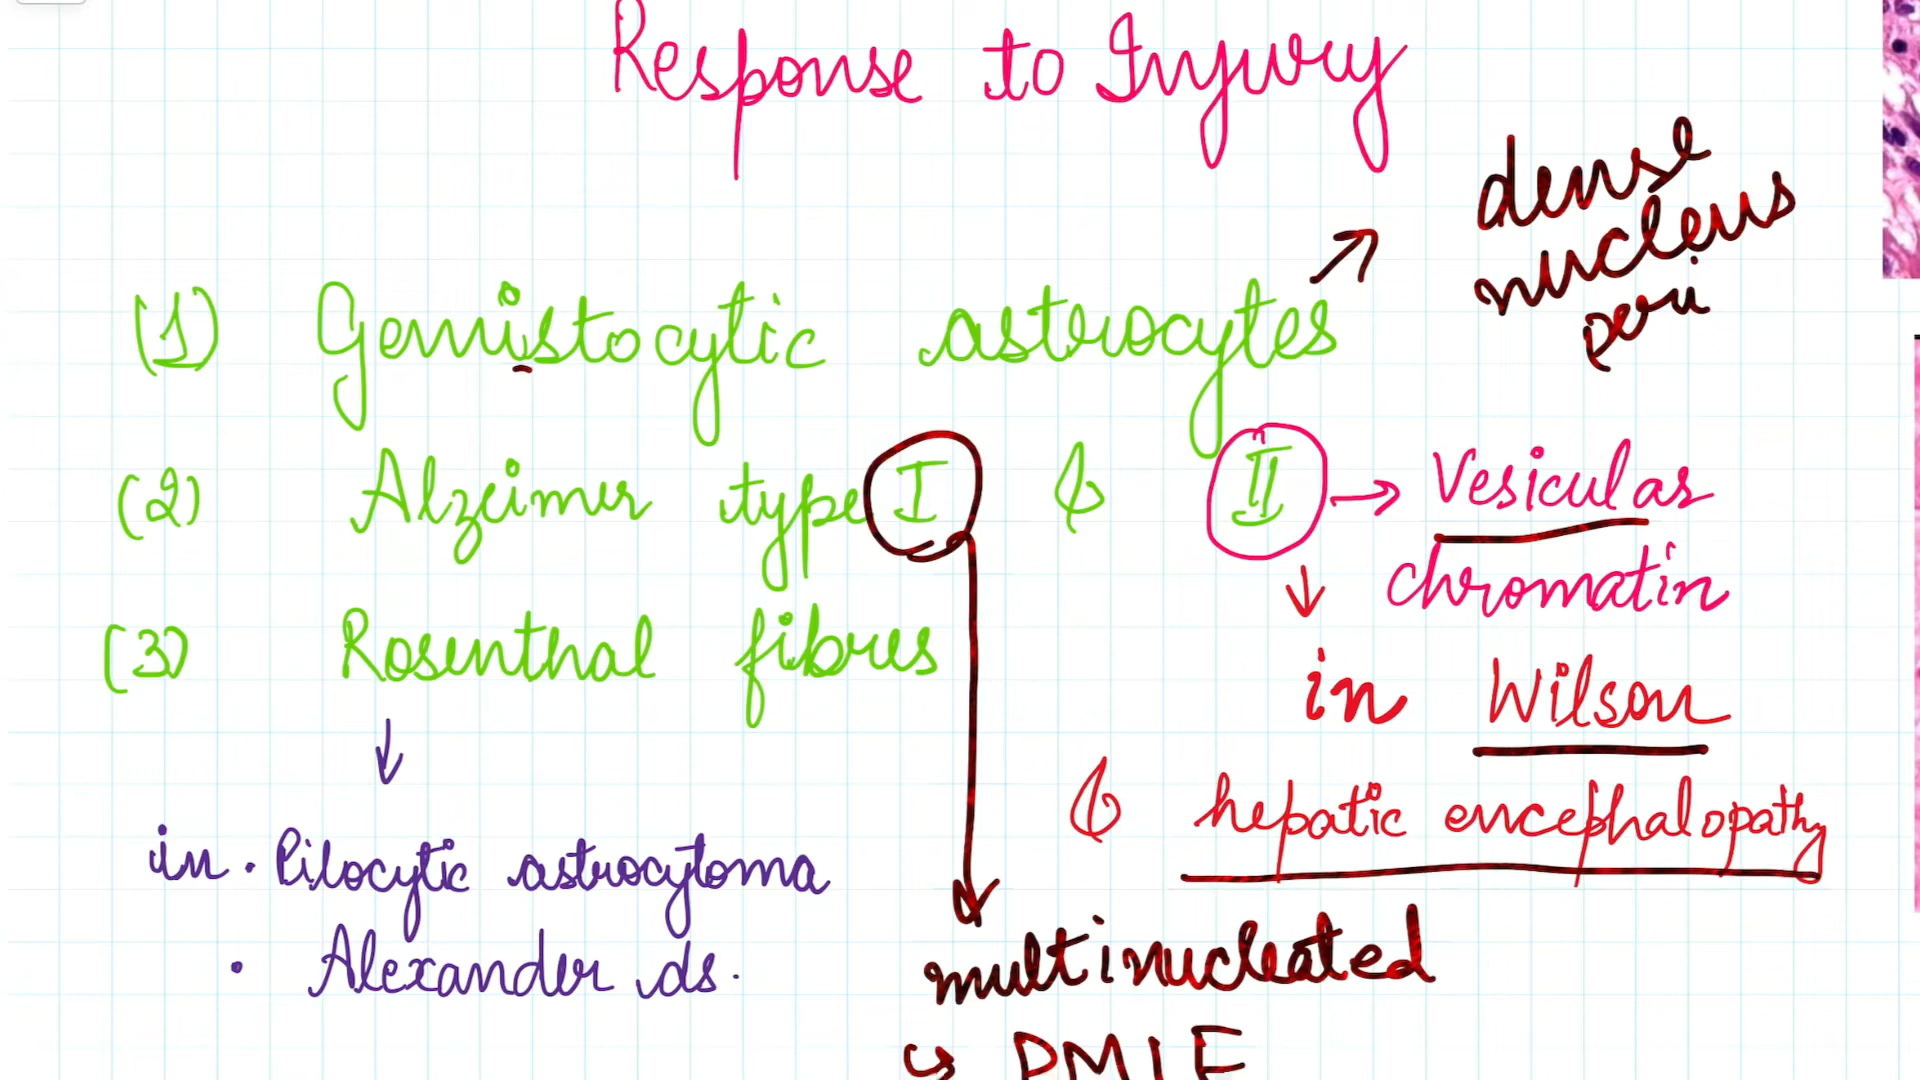 Response to Injury
dense
nucleus
peri
(1) Gemistocytic astrocytes
(2) Alzeimer type I & II → Vesicular
chromatin
(3) Rosenthal fibres
in Wilson
& hepatic encephalopathy
in • Pilocytic astrocytoma
• Alexander ds.
multinucleated